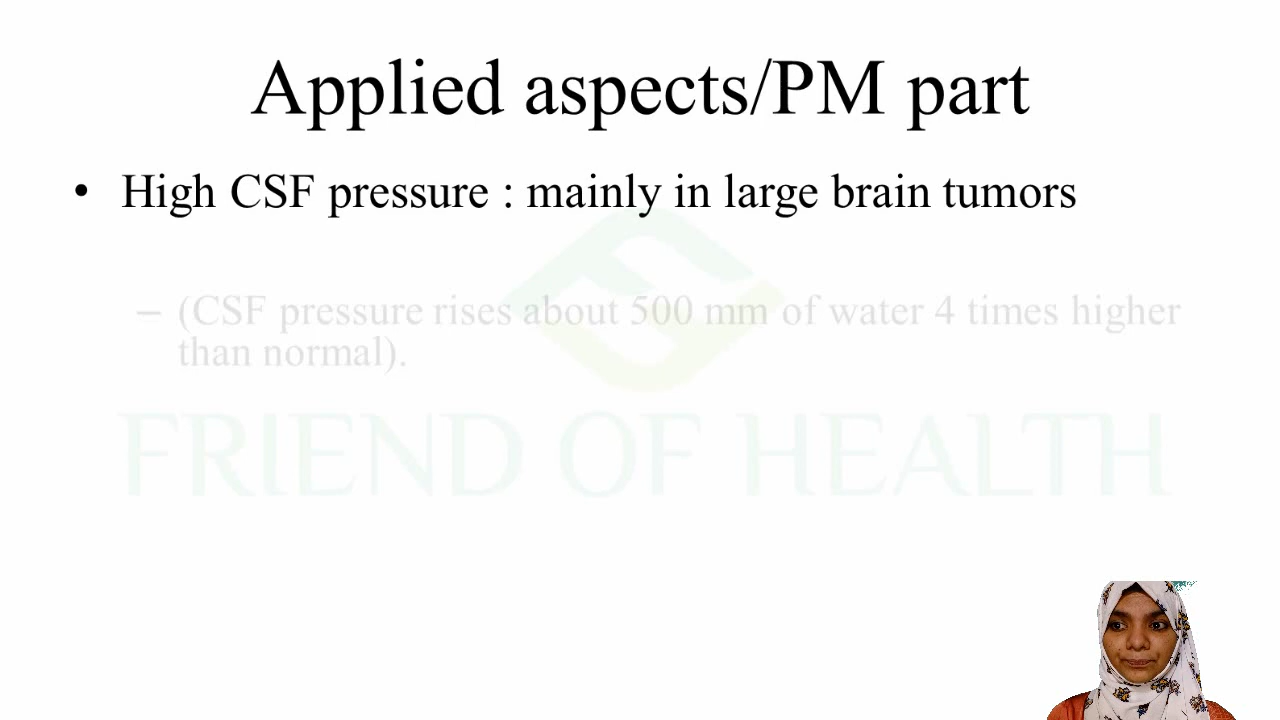 Applied aspects/PM part
• High CSF pressure : mainly in large brain tumors
– (CSF pressure rises about 500 mm of water 4 times higher
than normal).
FRIEND OF HEALTH